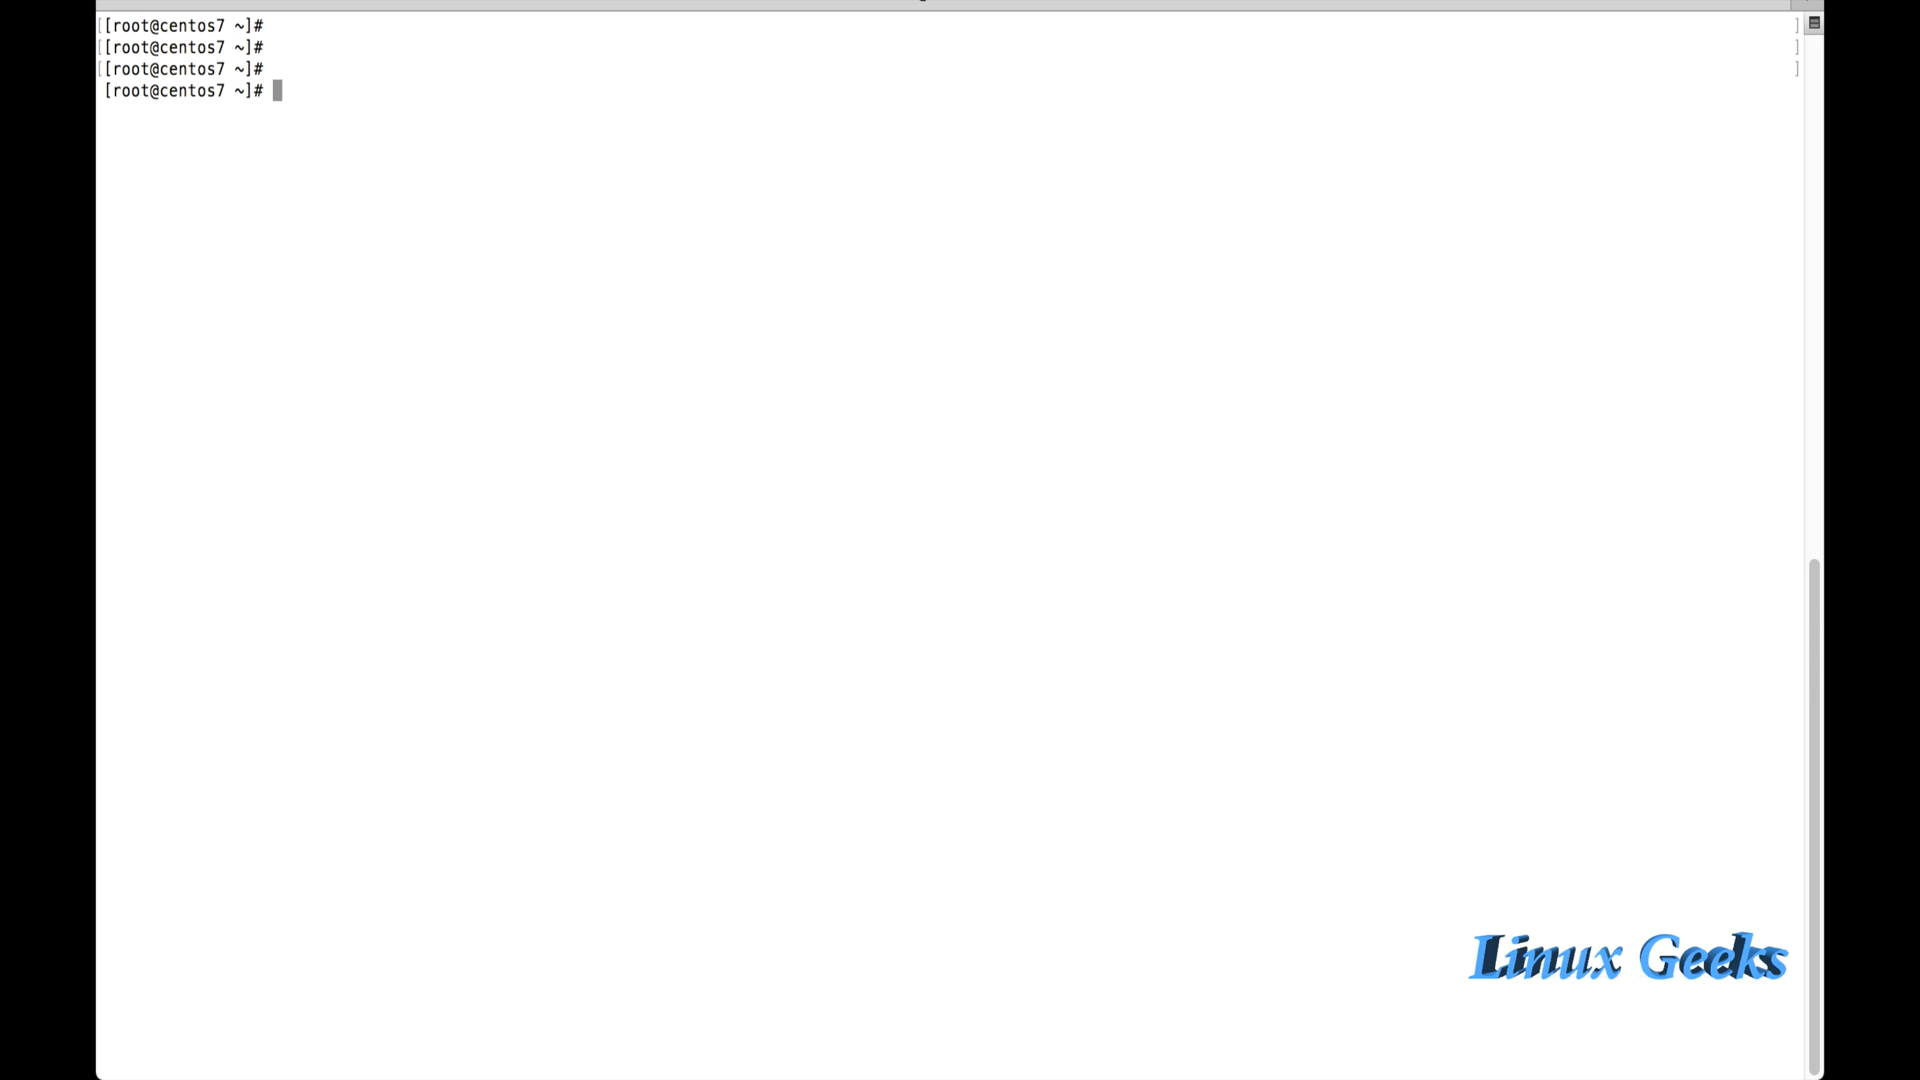 [[root@centos7 ~]# ]
[[root@centos7 ~]# ]
[[root@centos7 ~]# ]
[root@centos7 ~]#
Linux Geeks